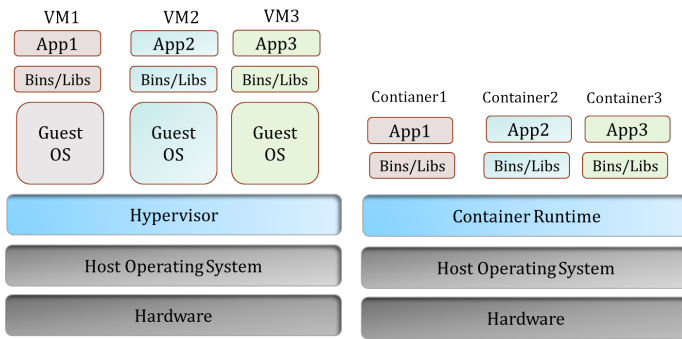 VM1 VM2 VM3
App1 App2 App3
Bins/Libs Bins/Libs Bins/Libs
Guest OS Guest OS Guest OS
Hypervisor
Host Operating System
Hardware
Contianer1 Container2 Container3
App1 App2 App3
Bins/Libs Bins/Libs Bins/Libs
Container Runtime
Host Operating System
Hardware